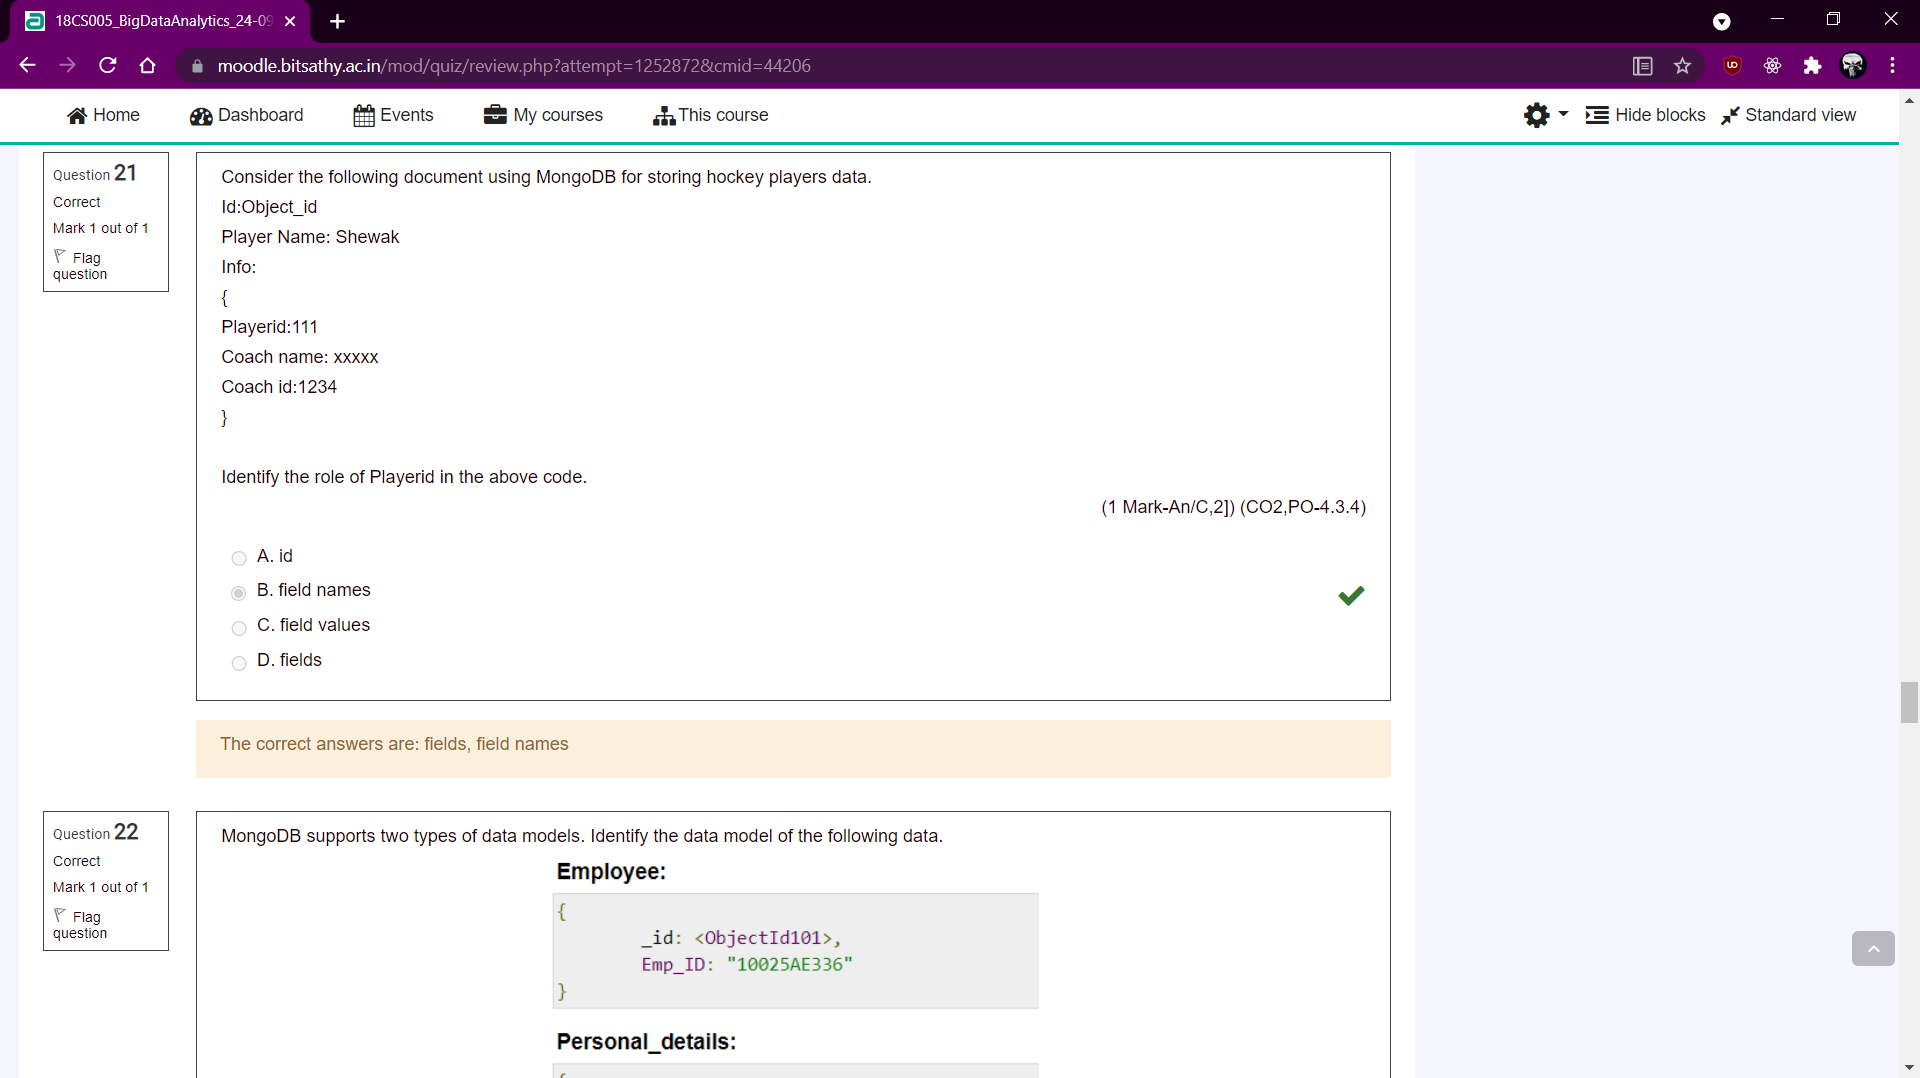 18CS005_BigDataAnalytics_24-09
moodle.bitsathy.ac.in/mod/quiz/review.php?attempt=1252872&cmid=44206
Home Dashboard Events My courses This course Hide blocks Standard view
Question 21
Correct
Mark 1 out of 1
Flag question
Consider the following document using MongoDB for storing hockey players data.
Id:Object_id
Player Name: Shewak
Info:
{
Playerid:111
Coach name: xxxxx
Coach id:1234
}
Identify the role of Playerid in the above code.
(1 Mark-An/C,2]) (CO2,PO-4.3.4)
A. id
B. field names
C. field values
D. fields
The correct answers are: fields, field names
Question 22
Correct
Mark 1 out of 1
Flag question
MongoDB supports two types of data models. Identify the data model of the following data.
Employee:
{
_id: <ObjectId101>,
Emp_ID: "10025AE336"
}
Personal_details: